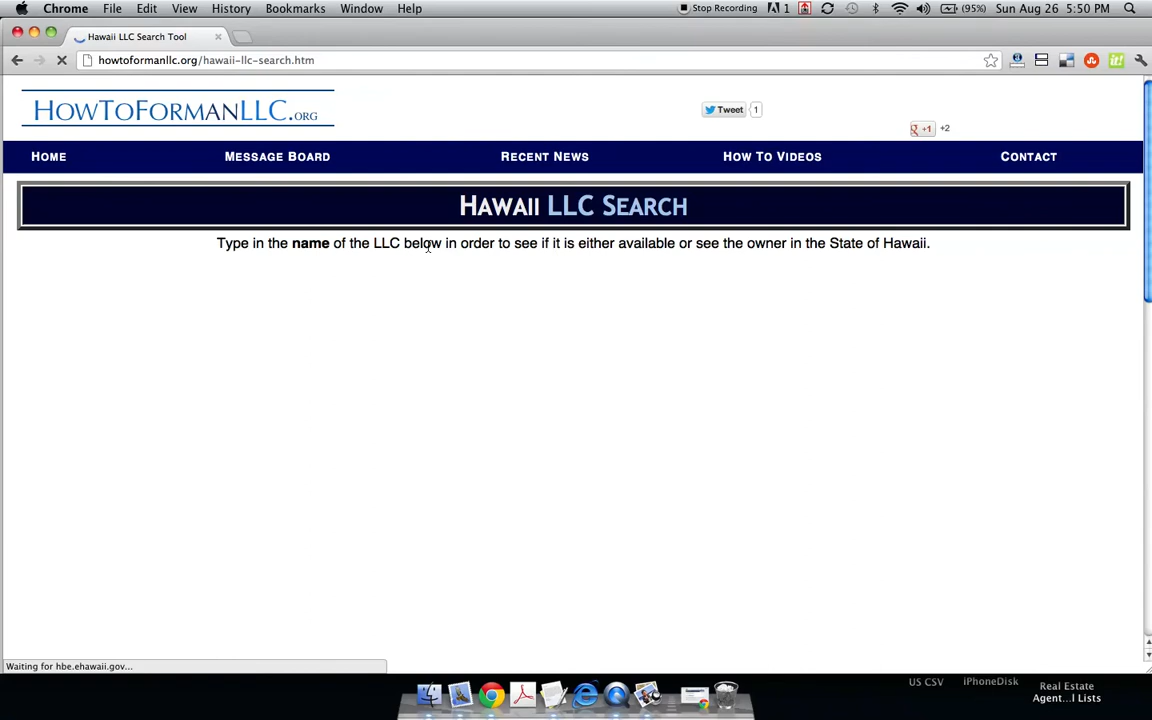 Chrome File Edit View History Bookmarks Window Help Stop Recording 1 (95%) Sun Aug 26 5:50 PM
Hawaii LLC Search Tool
howtoformanllc.org/hawaii-llc-search.htm
HowToFormanLLC.org
Tweet 1
+1 +2
Home Message Board Recent News How To Videos Contact
Hawaii LLC Search
Type in the name of the LLC below in order to see if it is either available or see the owner in the State of Hawaii.
Waiting for hbe.ehawaii.gov...
US CSV iPhoneDisk
Real Estate
Agent...l Lists